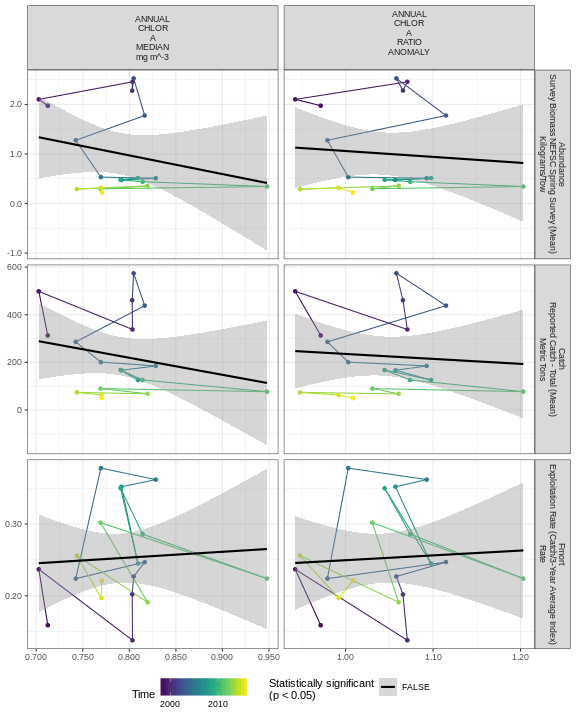 ANNUAL
CHLOR
A
MEDIAN
mg m^-3
ANNUAL
CHLOR
A
RATIO
ANOMALY
2.0
1.0
0.0
-1.0
Abundance
Survey Biomass NEFSC Spring Survey (Mean)
Kilograms/Tow
600
400
200
0
Catch
Reported Catch - Total (Mean)
Metric Tons
0.30
0.20
Fmort
Exploitation Rate (Catch/3-Year Average Index)
Rate
0.700 0.750 0.800 0.850 0.900 0.950
1.00 1.10 1.20
Time
2000 2010
Statistically significant
(p < 0.05)
FALSE